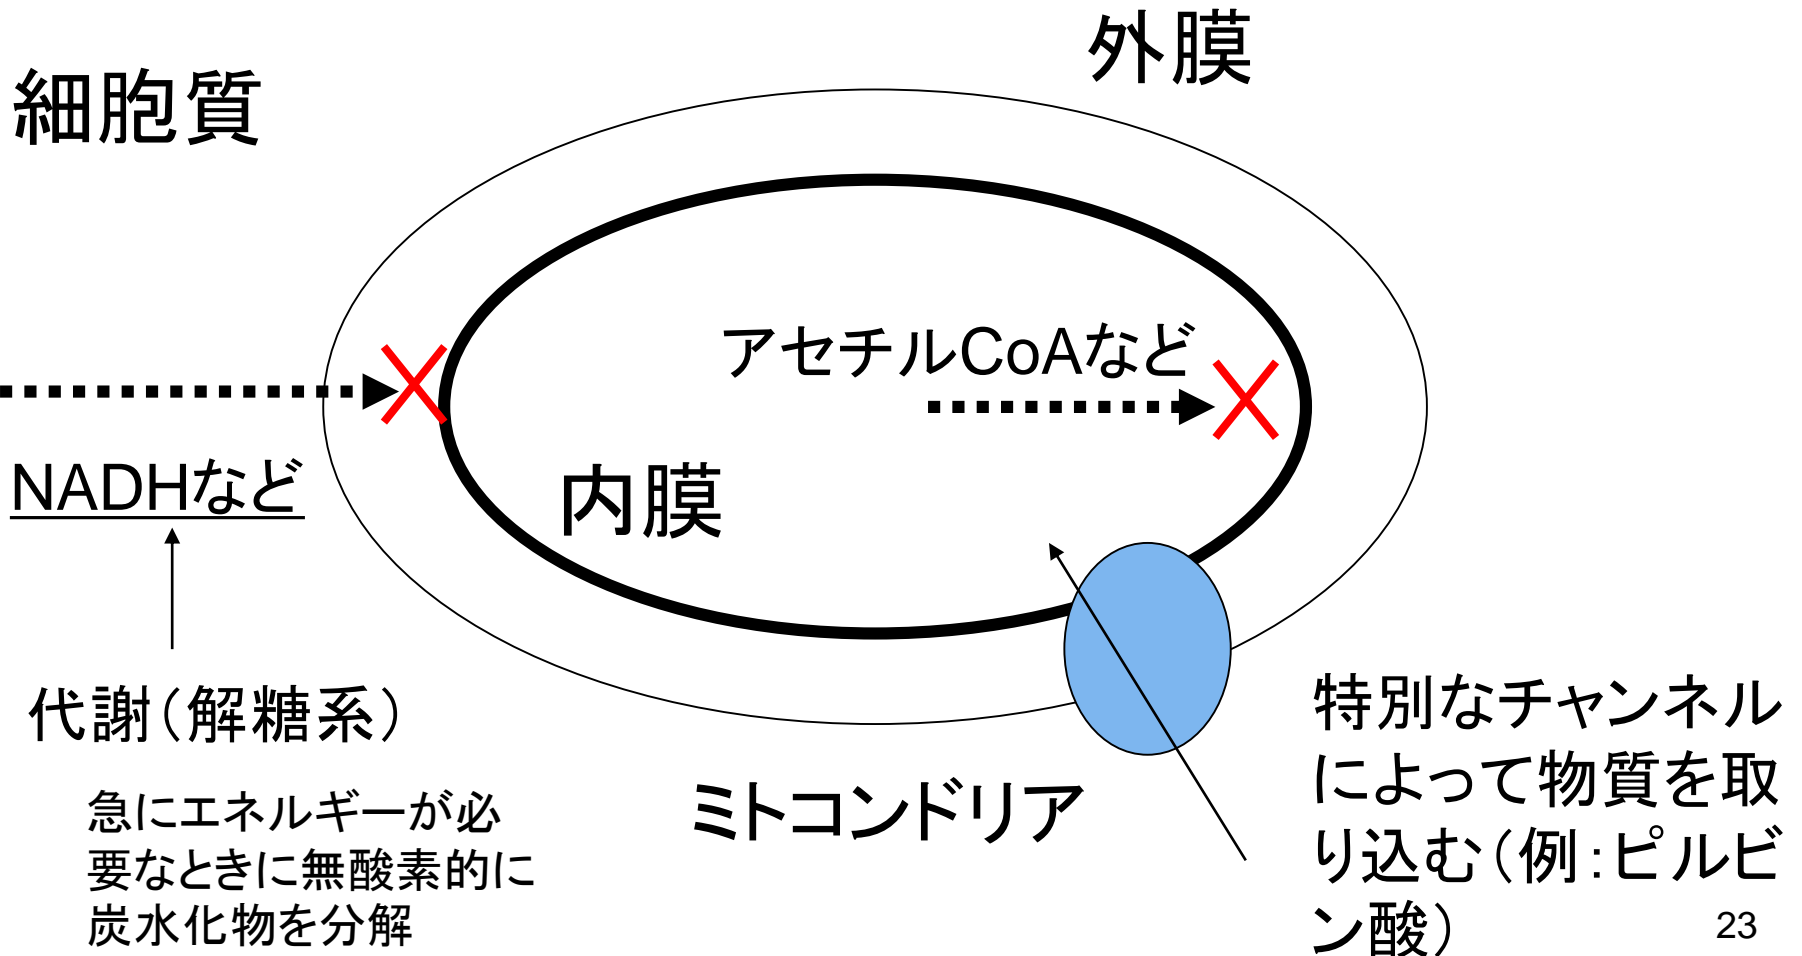 外膜
細胞質
アセチルCoAなど
NADHなど
内膜
代謝(解糖系)
急にエネルギーが必
要なときに無酸素的に
炭水化物を分解
ミトコンドリア
特別なチャンネル
によって物質を取
り込む(例:ピルビ
ン酸)
23